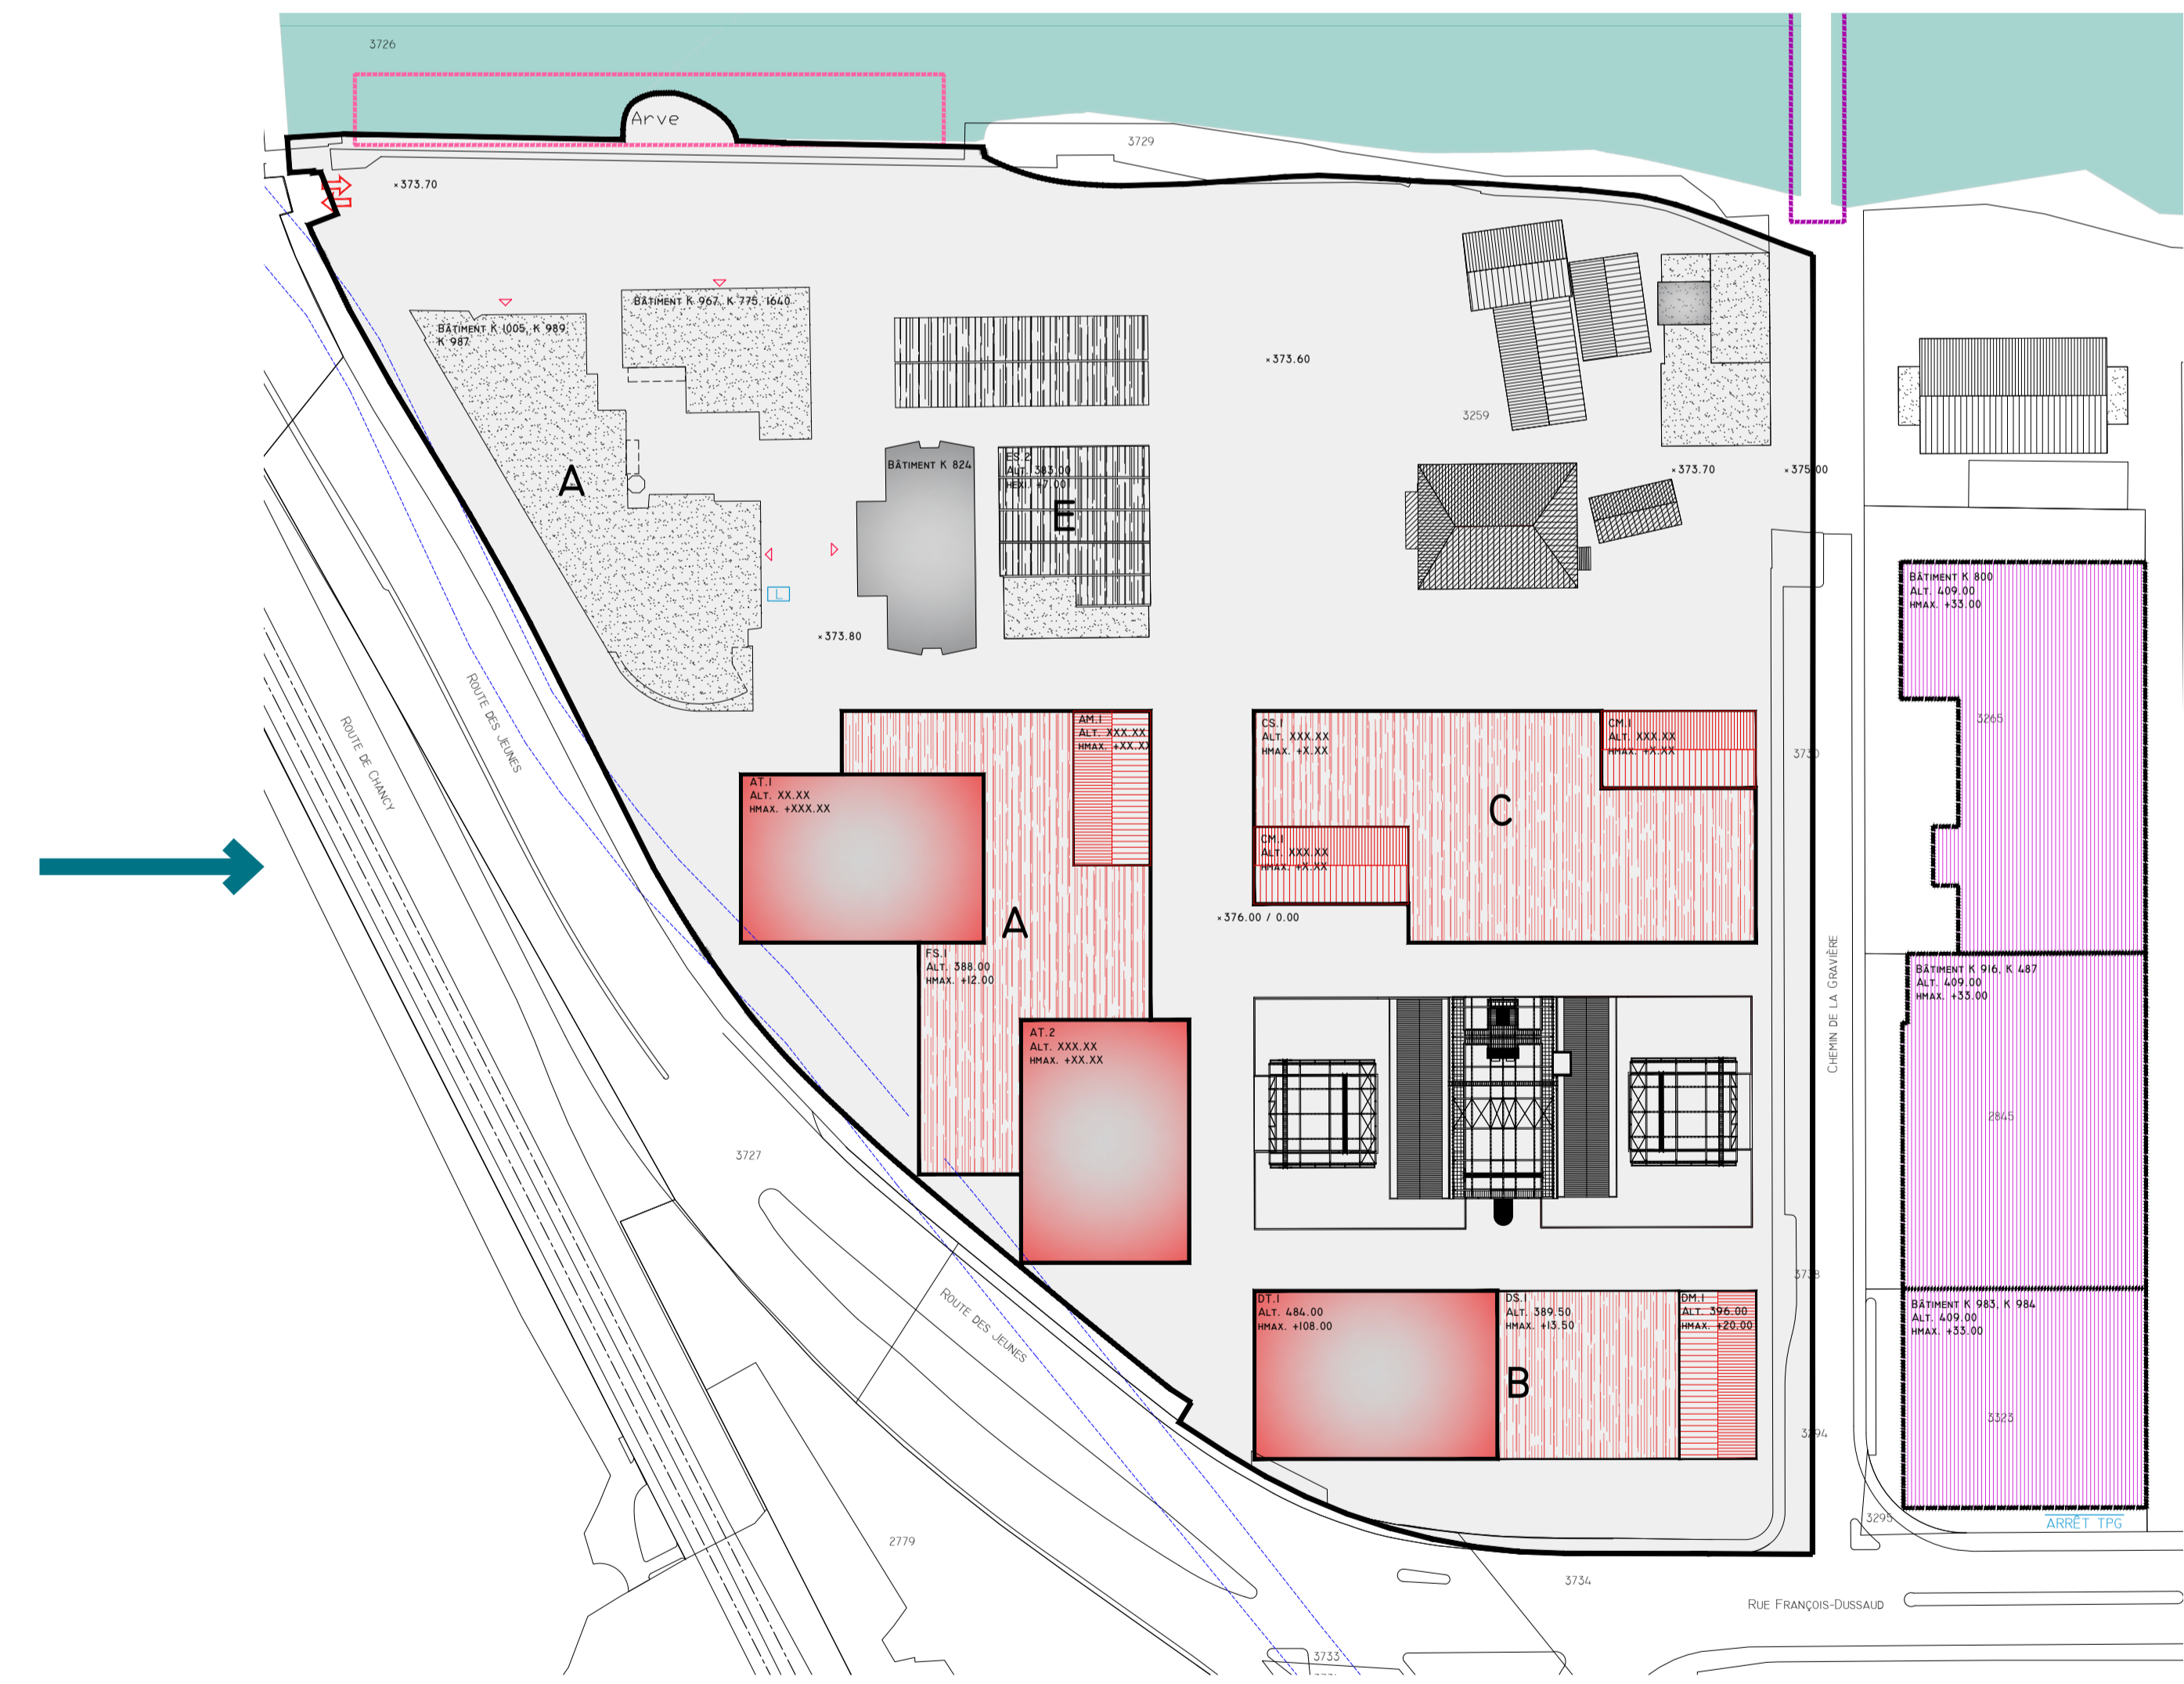 3726
Arve
3729
×373.70
BÂTIMENT K 967, K 775, 1640
BÂTIMENT K 1005, K 989,
K 987
×373.60
3259
BÂTIMENT K 824
ES.2
ALT. 383.00
HEXI. +7.00
A
E
×373.70
×375.00
L
×373.80
BÂTIMENT K 800
ALT. 409.00
HMAX. +33.00
3265
ROUTE DES JEUNES
ROUTE DE CHANCY
AM.1
ALT. XXX.XX
HMAX. +XX.XX
CS.1
ALT. XXX.XX
HMAX. +X.XX
CM.1
ALT. XXX.XX
HMAX. +X.XX
3730
AT.1
ALT. XX.XX
HMAX. +XXX.XX
C
CM.1
ALT. XXX.XX
HMAX. +X.XX
A
×376.00 / 0.00
FS.1
ALT. 388.00
HMAX. +12.00
CHEMIN DE LA GRAVIÈRE
BÂTIMENT K 916, K 487
ALT. 409.00
HMAX. +33.00
AT.2
ALT. XXX.XX
HMAX. +XX.XX
2845
3727
3738
ROUTE DES JEUNES
DT.1
ALT. 484.00
HMAX. +108.00
DS.1
ALT. 389.50
HMAX. +13.50
DM.1
ALT. 396.00
HMAX. +20.00
BÂTIMENT K 983, K 984
ALT. 409.00
HMAX. +33.00
B
3323
3294
3295
ARRÊT TPG
2779
3734
RUE FRANÇOIS-DUSSAUD
3733